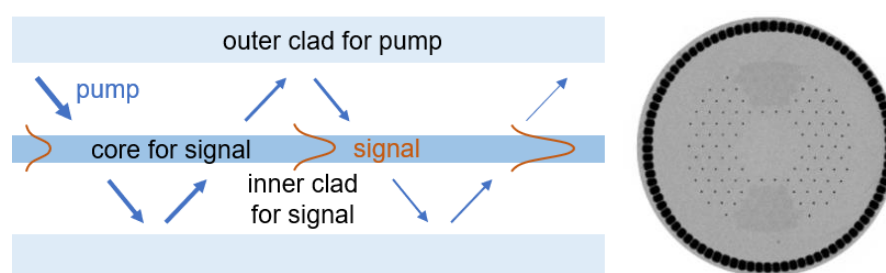 outer clad for pump
pump
core for signal
signal
inner clad
for signal